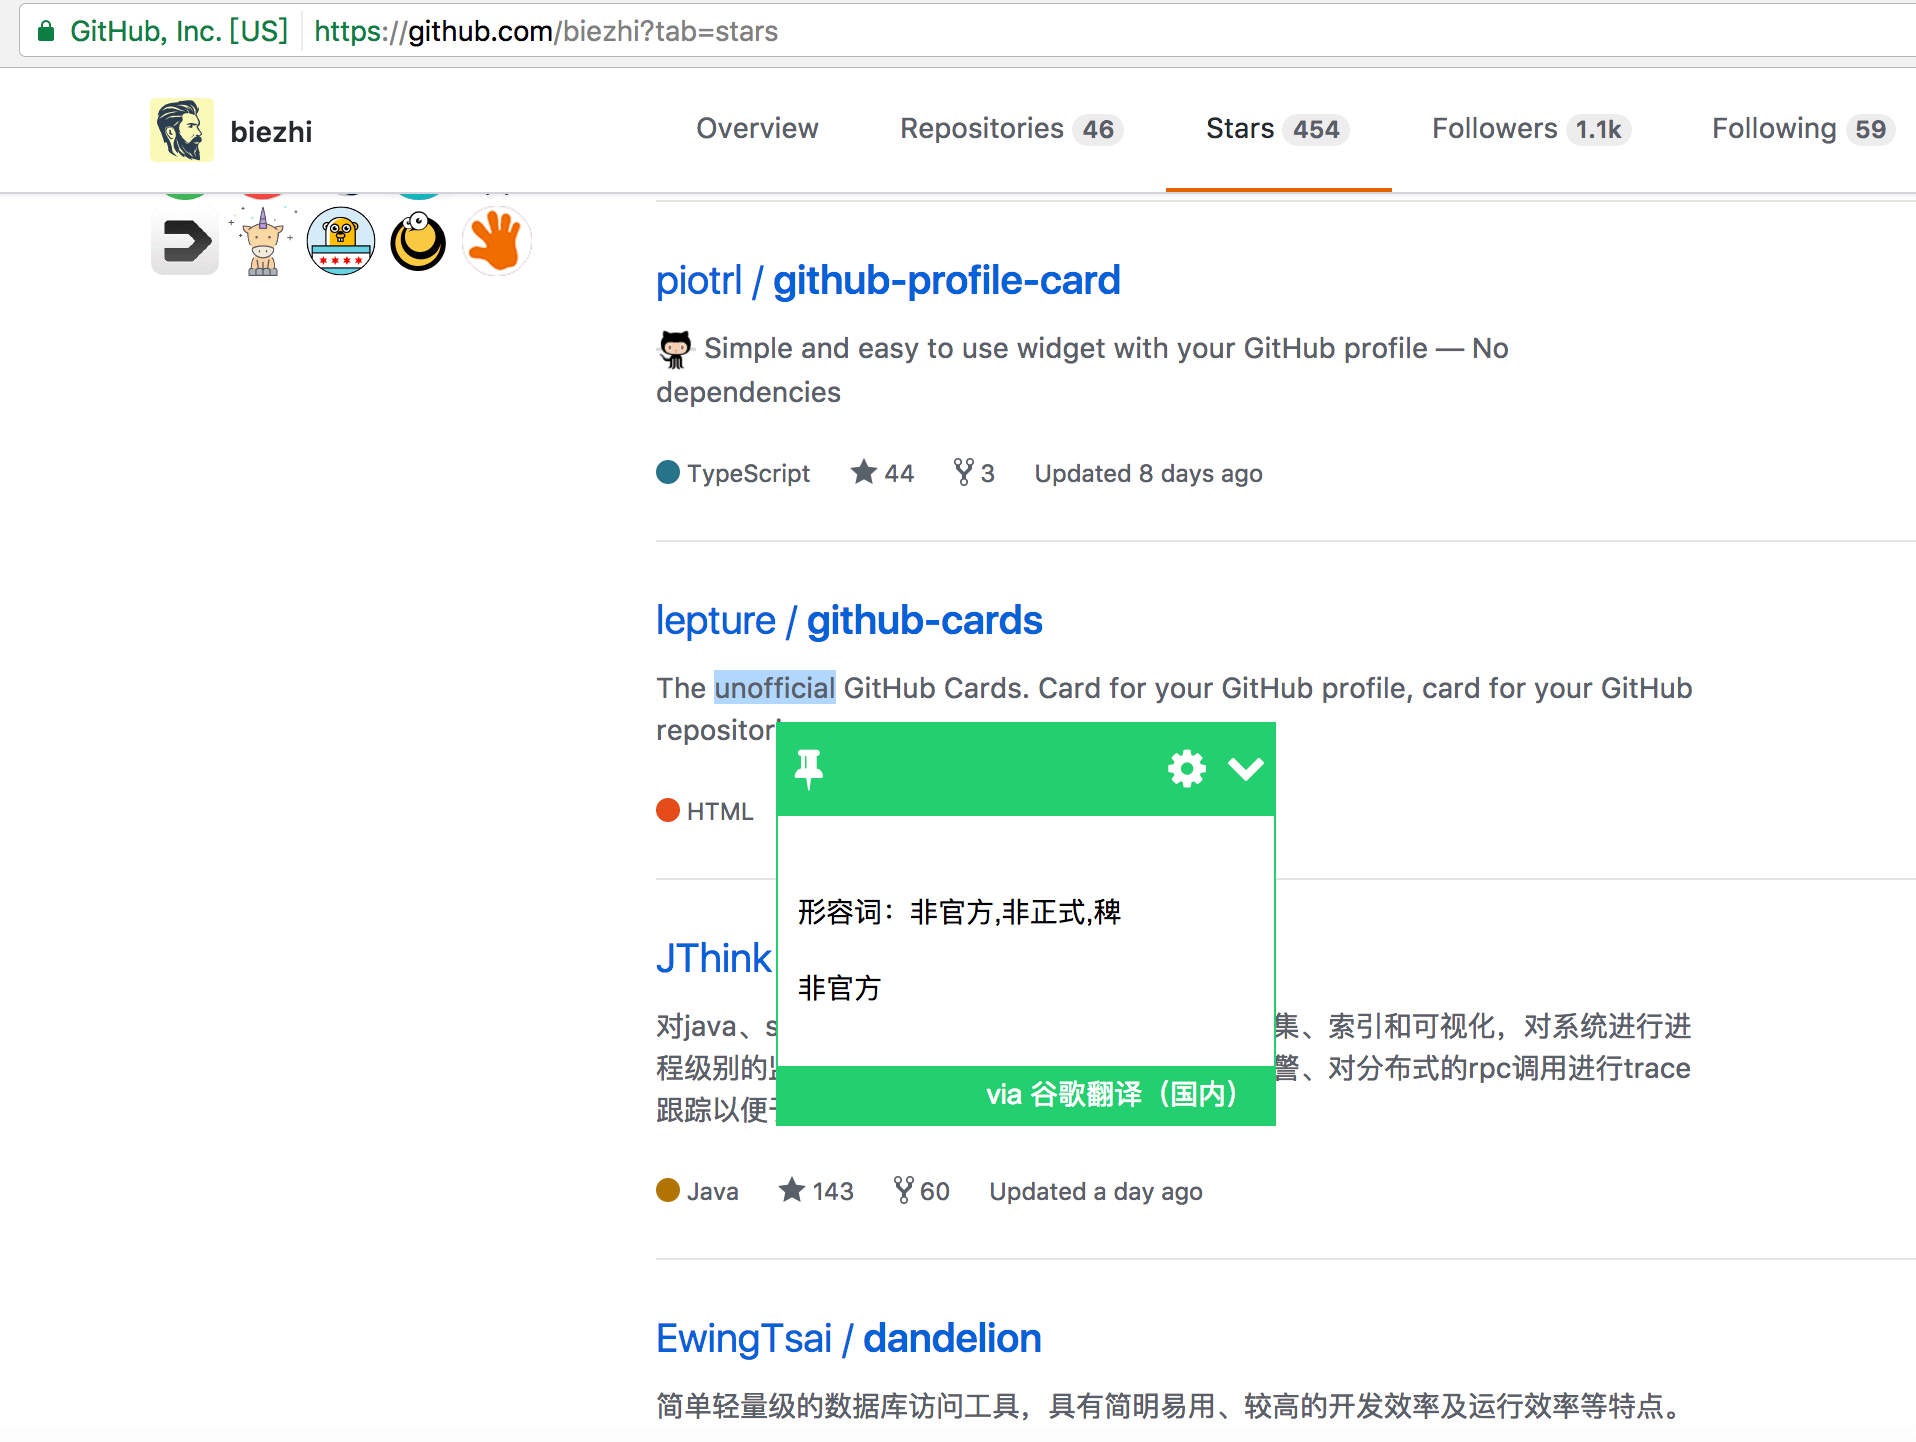 GitHub, Inc. [US] https://github.com/biezhi?tab=stars
biezhi Overview Repositories 46 Stars 454 Followers 1.1k Following 59
piotrl / github-profile-card
Simple and easy to use widget with your GitHub profile — No
dependencies
TypeScript 44 3 Updated 8 days ago
lepture / github-cards
The unofficial GitHub Cards. Card for your GitHub profile, card for your GitHub
HTML
形容词：非官方,非正式,稗
非官方
via 谷歌翻译（国内）
JThink
对java、 集、索引和可视化，对系统进行进
程级别的 警、对分布式的rpc调用进行trace
跟踪以便
Java 143 60 Updated a day ago
EwingTsai / dandelion
简单轻量级的数据库访问工具，具有简明易用、较高的开发效率及运行效率等特点。